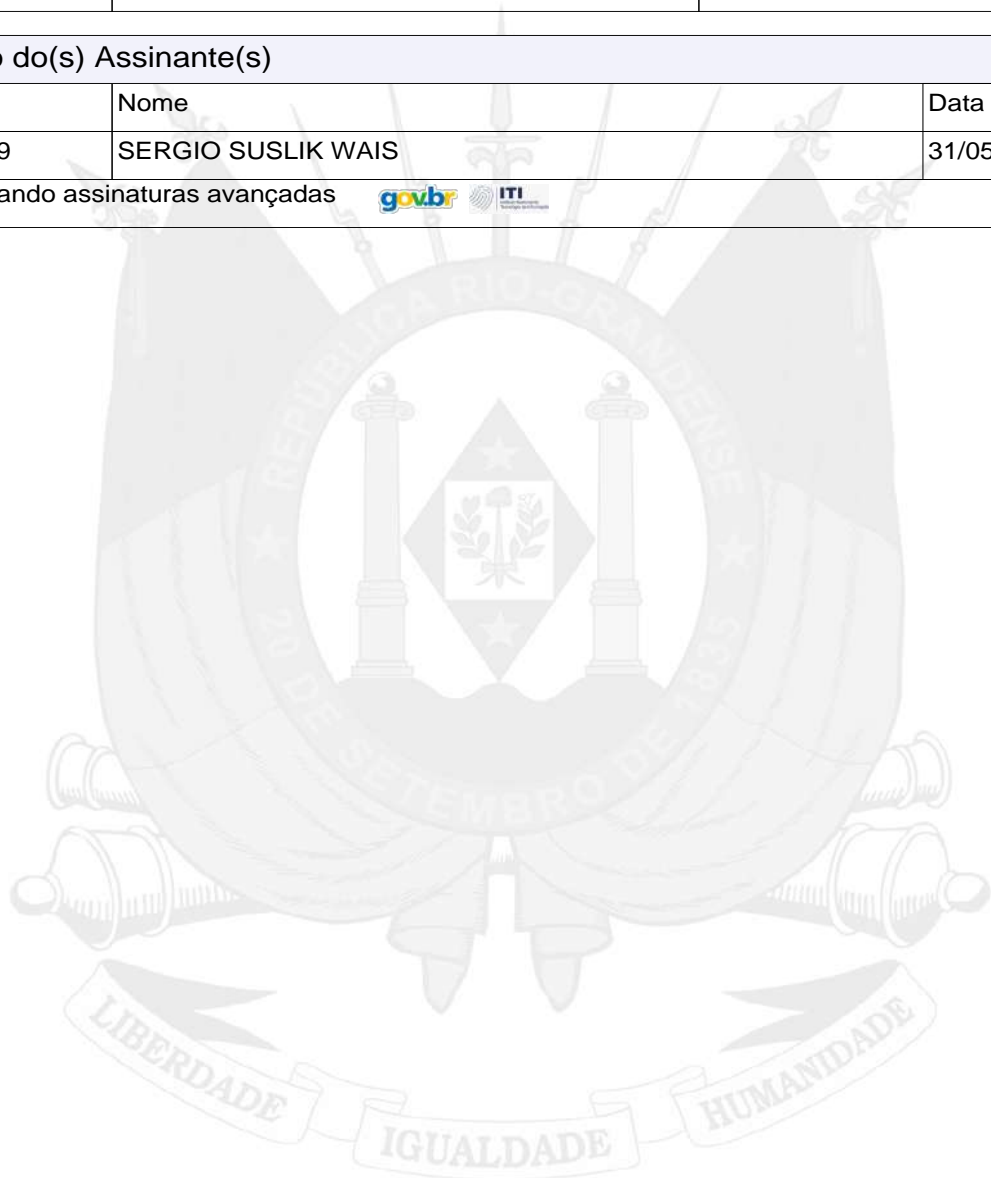 do(s) Assinante(s)
Nome Data
9 SERGIO SUSLIK WAIS 31/05
ando assinaturas avançadas gov.br ITI
REPÚBLICA RIO-GRANDENSE
20 DE SETEMBRO DE 1835
LIBERDADE IGUALDADE HUMANIDADE